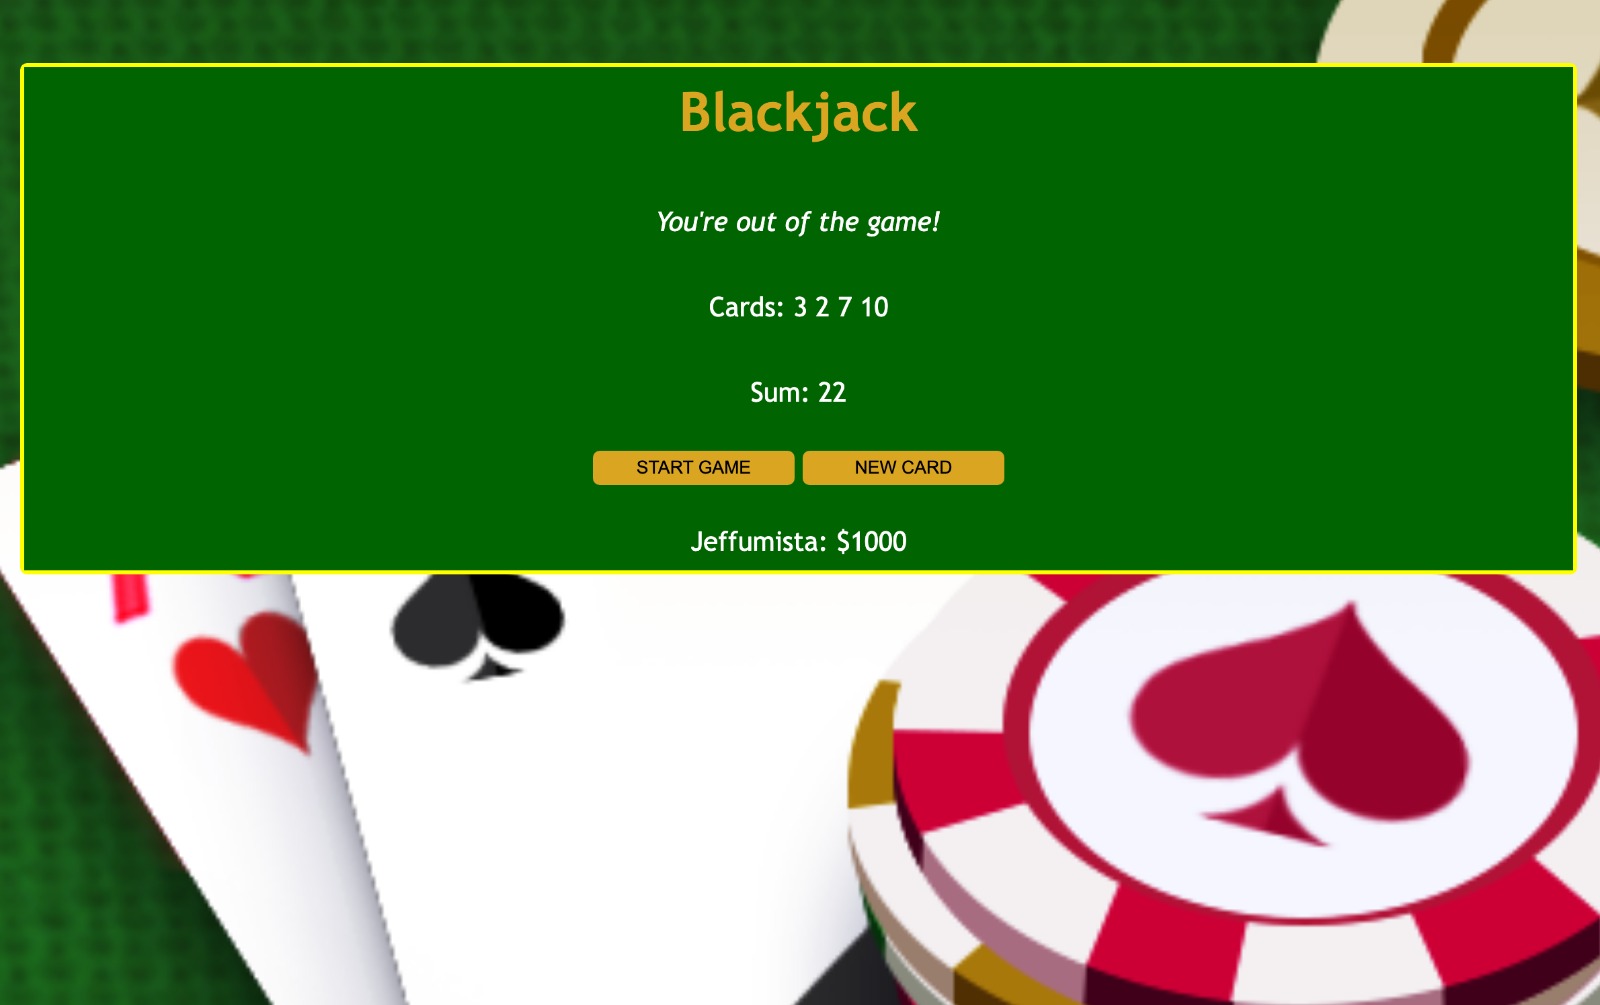 Blackjack
You're out of the game!
Cards: 3 2 7 10
Sum: 22
START GAME NEW CARD
Jeffumista: $1000